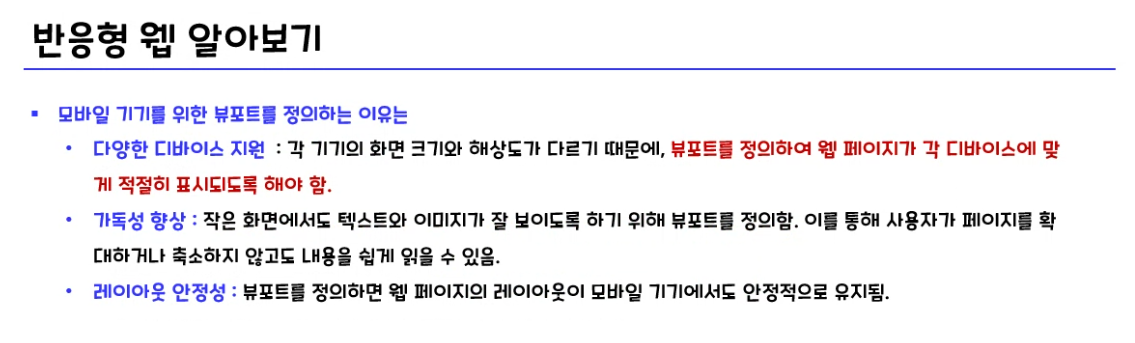 반응형 웹 알아보기
▪ 모바일 기기를 위한 뷰포트를 정의하는 이유는
• 다양한 디바이스 지원 : 각 기기의 화면 크기와 해상도가 다르기 때문에, 뷰포트를 정의하여 웹 페이지가 각 디바이스에 맞
게 적절히 표시되도록 해야 함.
• 가독성 향상 : 작은 화면에서도 텍스트와 이미지가 잘 보이도록 하기 위해 뷰포트를 정의함. 이를 통해 사용자가 페이지를 확
대하거나 축소하지 않고도 내용을 쉽게 읽을 수 있음.
• 레이아웃 안정성 : 뷰포트를 정의하면 웹 페이지의 레이아웃이 모바일 기기에서도 안정적으로 유지됨.